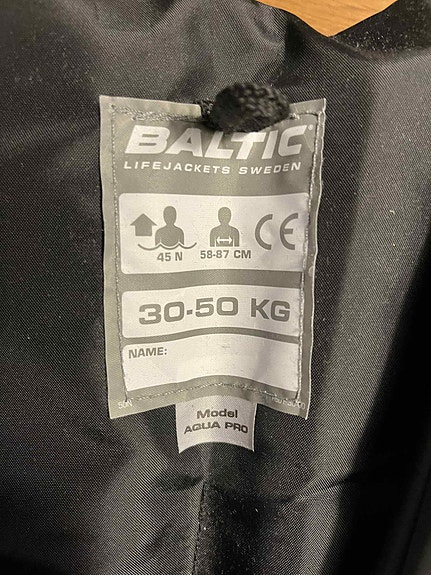 BALTIC
LIFEJACKETS SWEDEN
45 N
58-87 CM
CE
30-50 KG
NAME:
Model
AQUA PRO